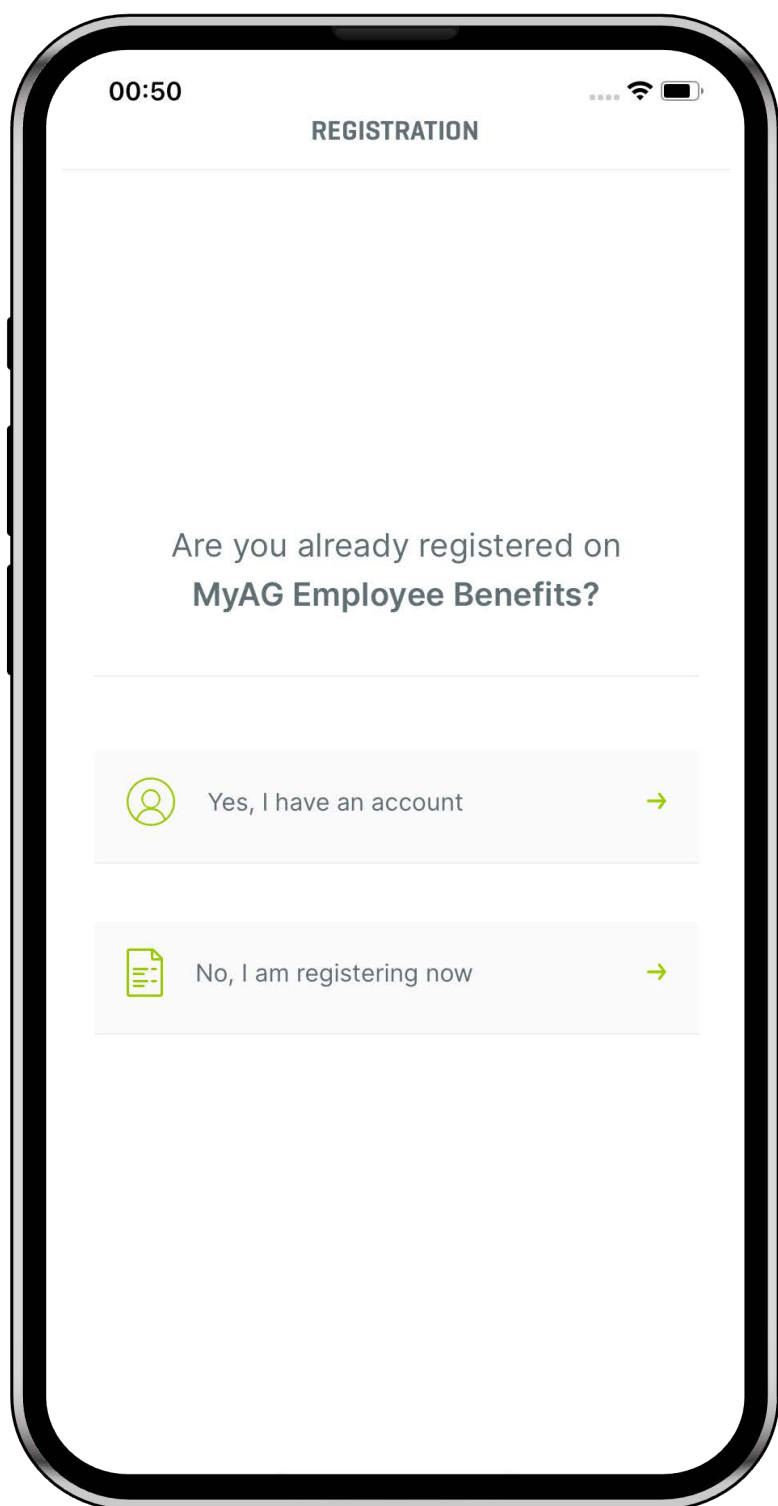 00:50
REGISTRATION
Are you already registered on
MyAG Employee Benefits?
Yes, I have an account
No, I am registering now